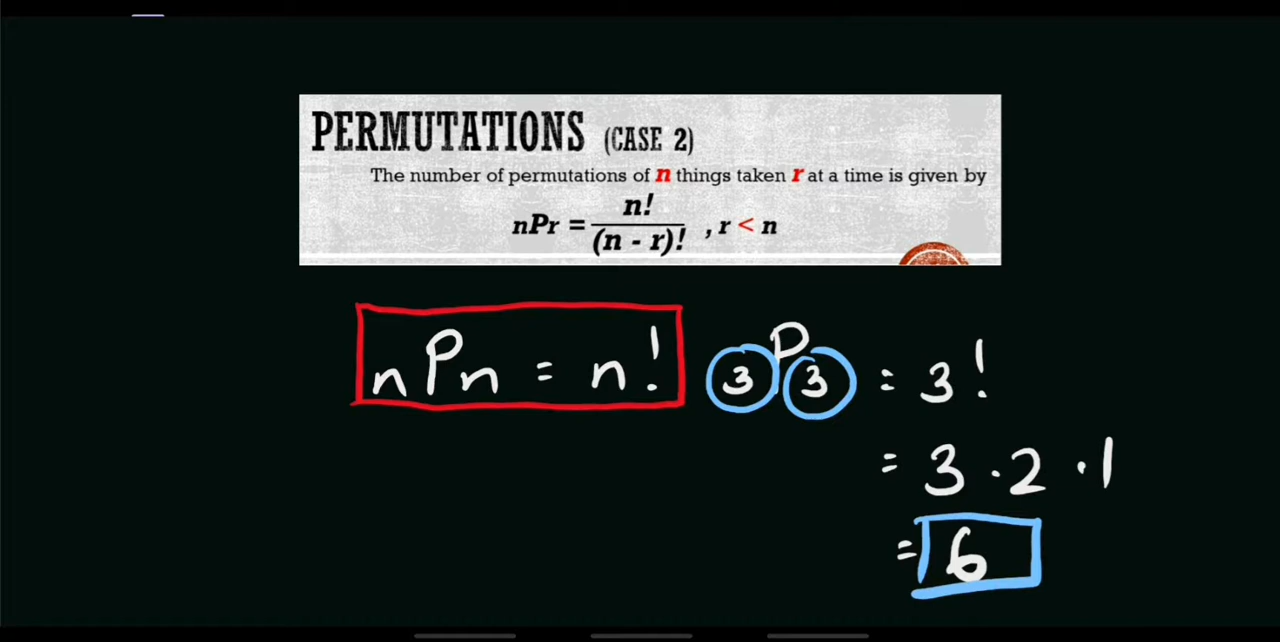 PERMUTATIONS (CASE 2)
The number of permutations of n things taken r at a time is given by
nPr = n! / (n - r)! , r < n
nPn = n!
3P3 = 3!
= 3 · 2 · 1
= 6